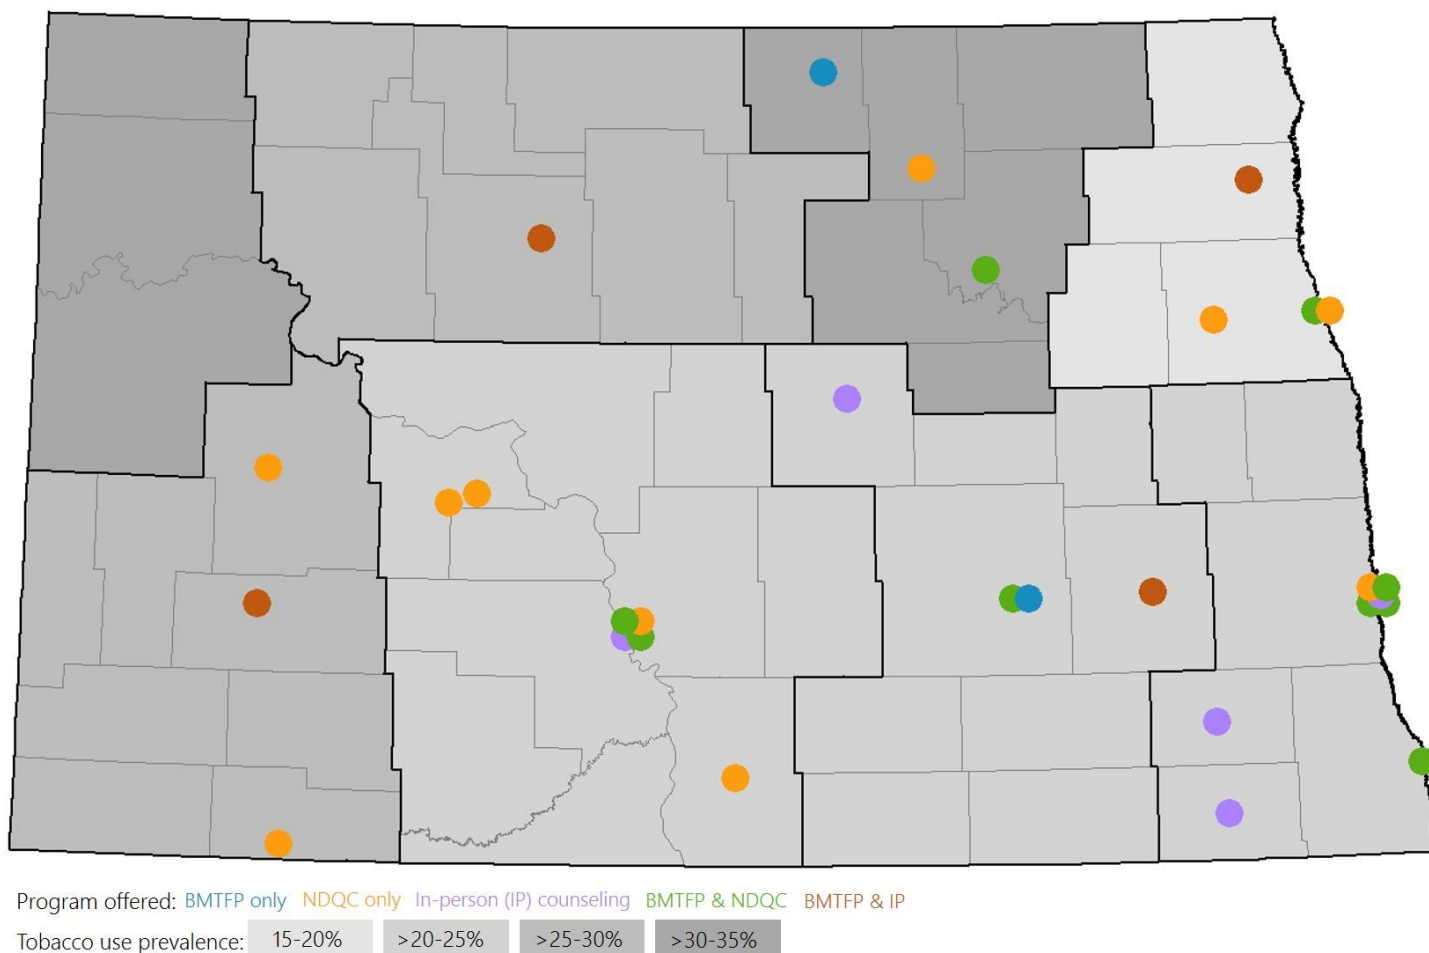 Program offered: BMTFP only NDQC only In-person (IP) counseling BMTFP & NDQC BMTFP & IP
Tobacco use prevalence: 15-20% >20-25% >25-30% >30-35%